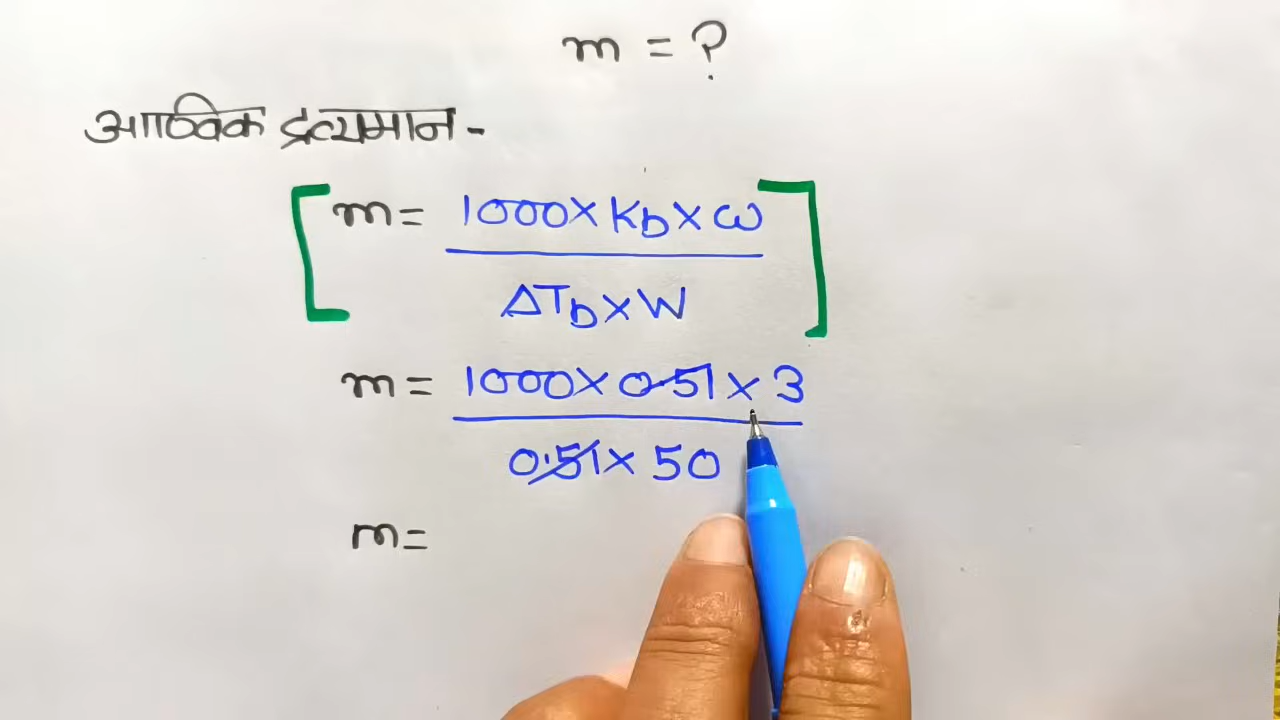 m = ?
आण्विक द्रव्यमान -
m = 1000 × Kb × w
ΔTb × W
m = 1000 × 0.51 × 3
0.51 × 50
m =